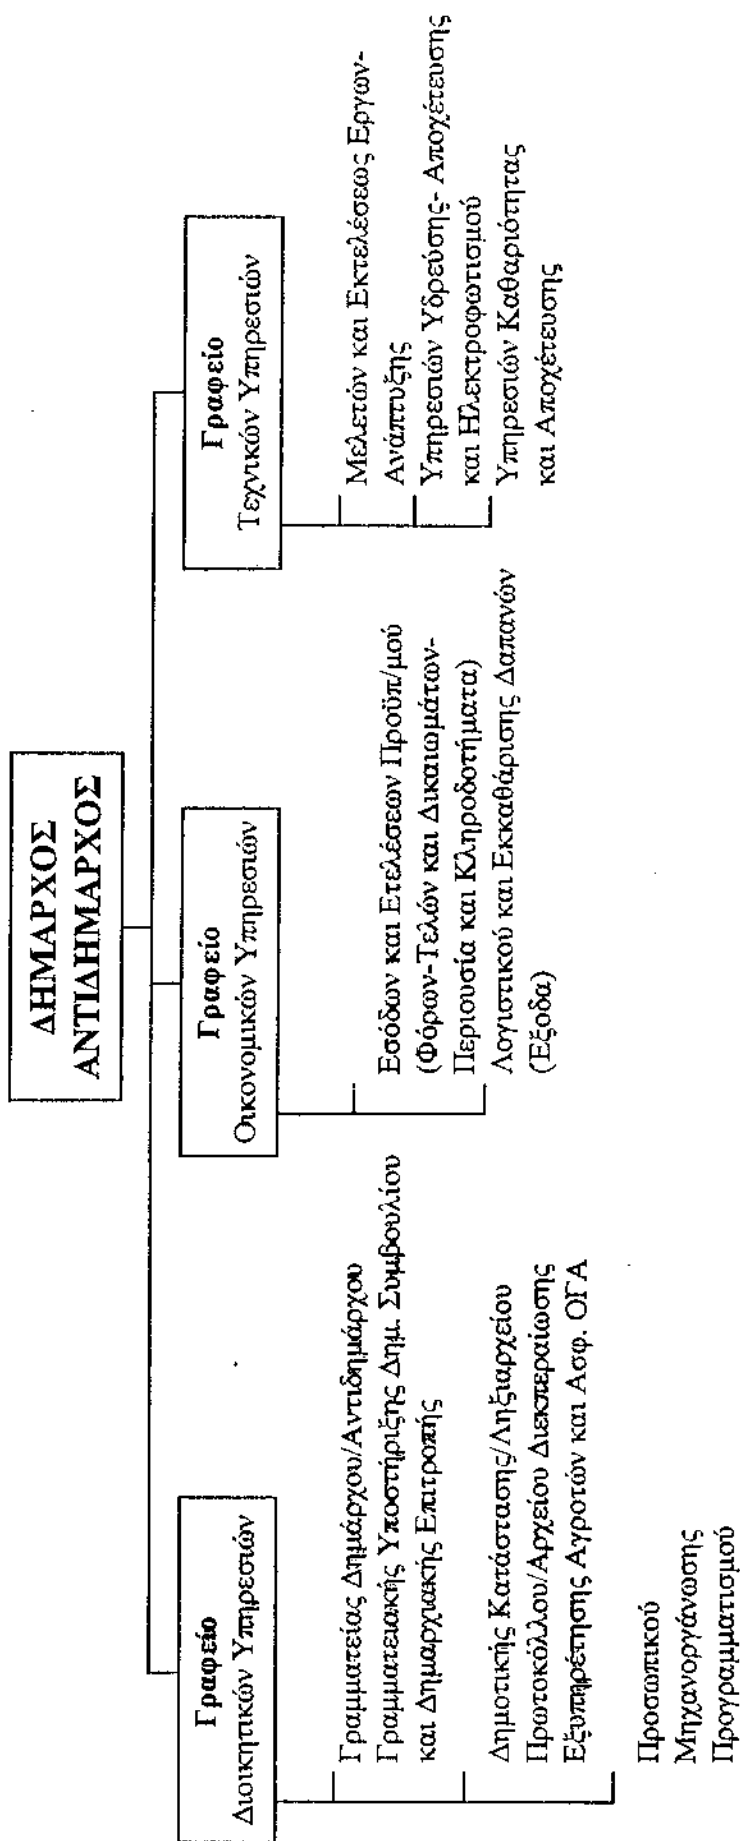 ΔΗΜΑΡΧΟΣ
ΑΝΤΙΔΗΜΑΡΧΟΣ
Γραφείο
Διοικητικών Υπηρεσιών
Γραμματείας Δημάρχου/Αντιδημάρχου
Γραμματειακής Υποστήριξης Δημ. Συμβουλίου
και Δημαρχιακής Επιτροπής
Δημοτικής Κατάστασης/Ληξιαρχείου
Πρωτοκόλλου/Αρχείου Διεκπεραίωσης
Εξυπηρέτησης Αγροτών και Ασφ. ΟΓΑ
Προσωπικού
Μηχανοργάνωσης
Προγραμματισμού
Γραφείο
Οικονομικών Υπηρεσιών
Εσόδων και Ετελέσεων Προϋπ/μού
(Φόρων-Τελών και Δικαιωμάτων-
Περιουσία και Κληροδοτήματα)
Λογιστικού και Εκκαθάρισης Δαπανών
(Έξοδα)
Γραφείο
Τεχνικών Υπηρεσιών
Μελετών και Εκτελέσεως Εργων-
Ανάπτυξης
Υπηρεσιών Υδρεύσης- Αποχέτευσης
και Ηλεκτροφωτισμού
Υπηρεσιών Καθαριότητας
και Αποχέτευσης